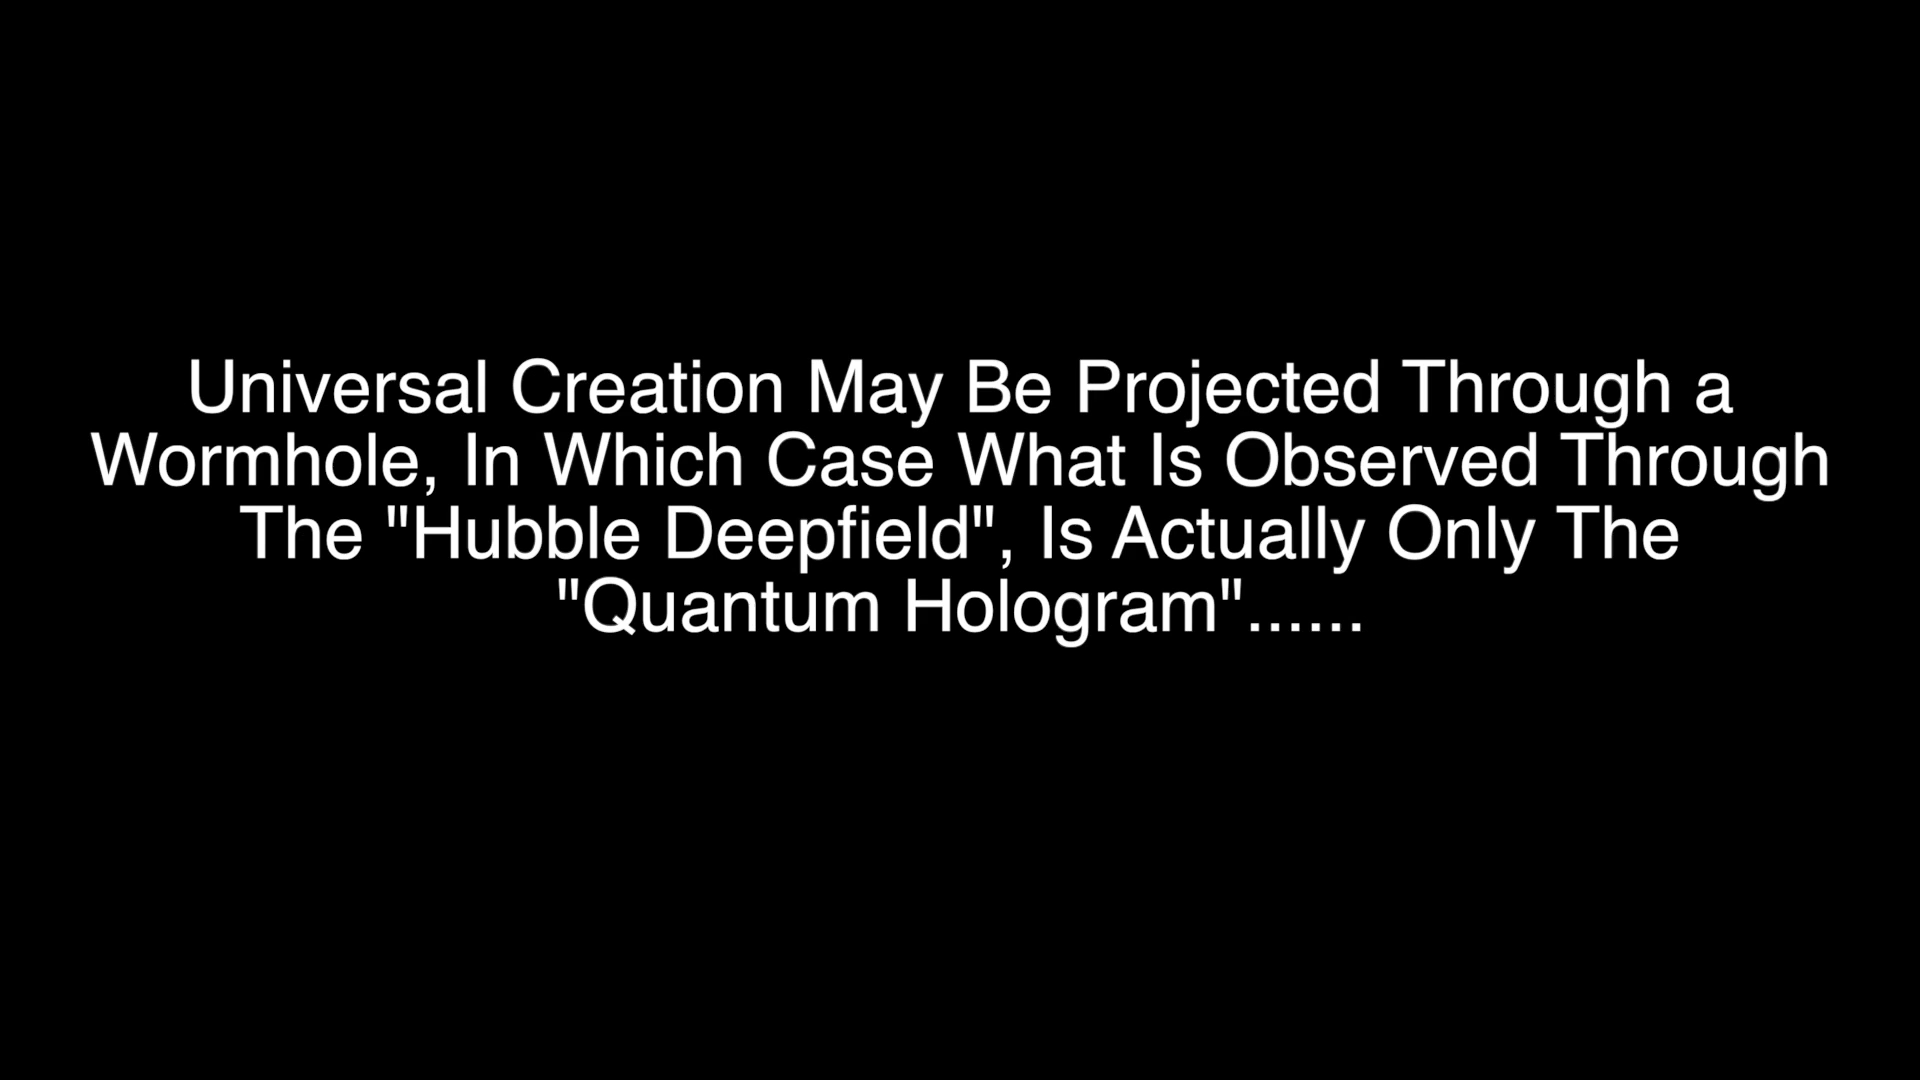 Universal Creation May Be Projected Through a
Wormhole, In Which Case What Is Observed Through
The "Hubble Deepfield", Is Actually Only The
"Quantum Hologram"......